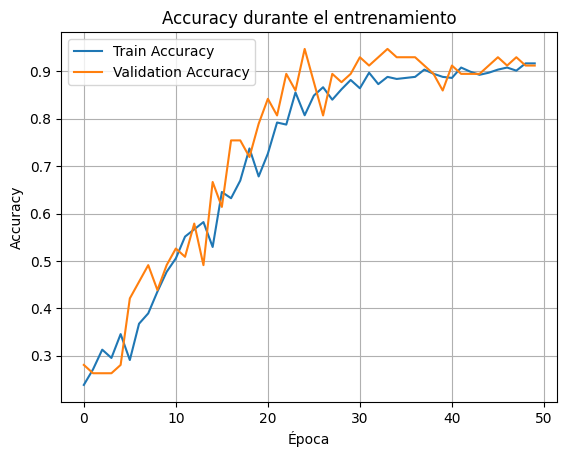 Accuracy durante el entrenamiento
Train Accuracy
Validation Accuracy
Accuracy
0.9
0.8
0.7
0.6
0.5
0.4
0.3
0 10 20 30 40 50
Época